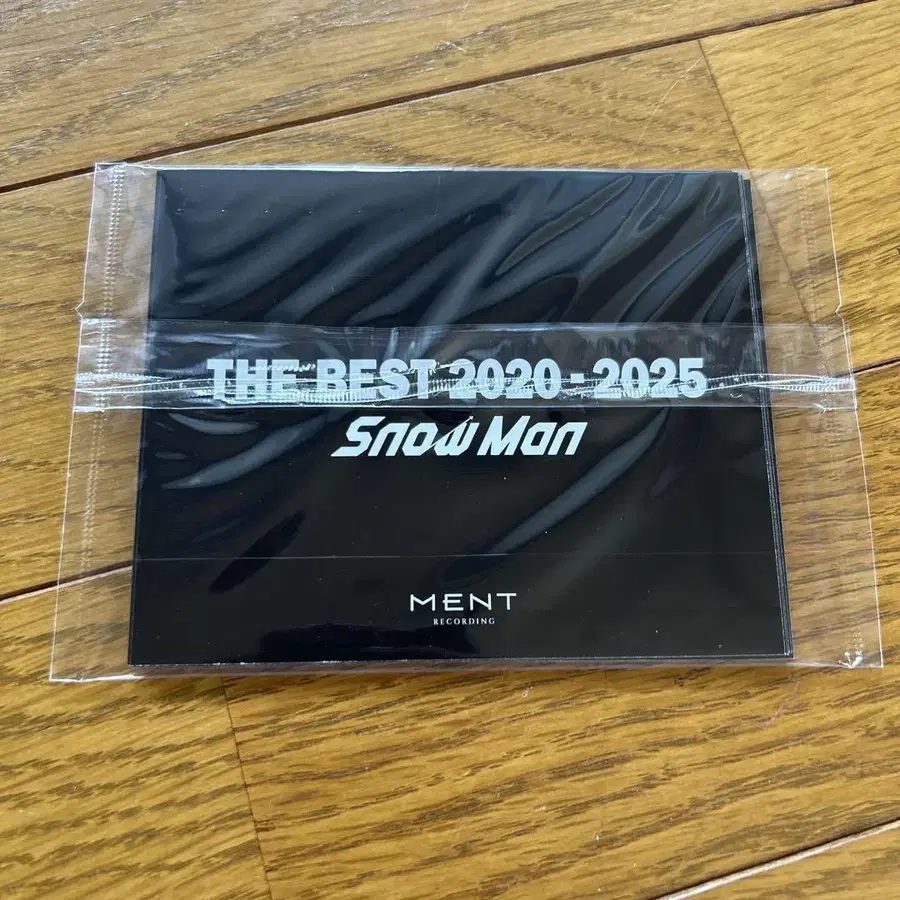 THE BEST 2020-2025
Snow Man
MENT
RECORDING